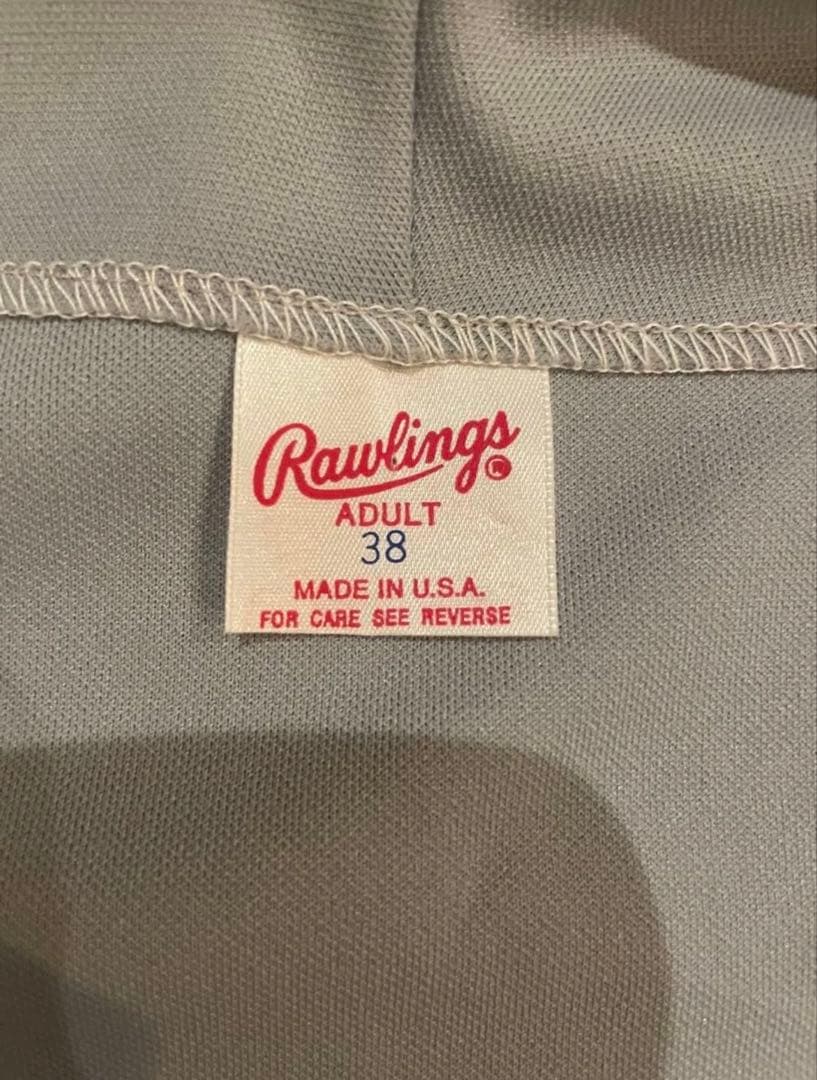 Rawlings®
ADULT
38
MADE IN U.S.A.
FOR CARE SEE REVERSE